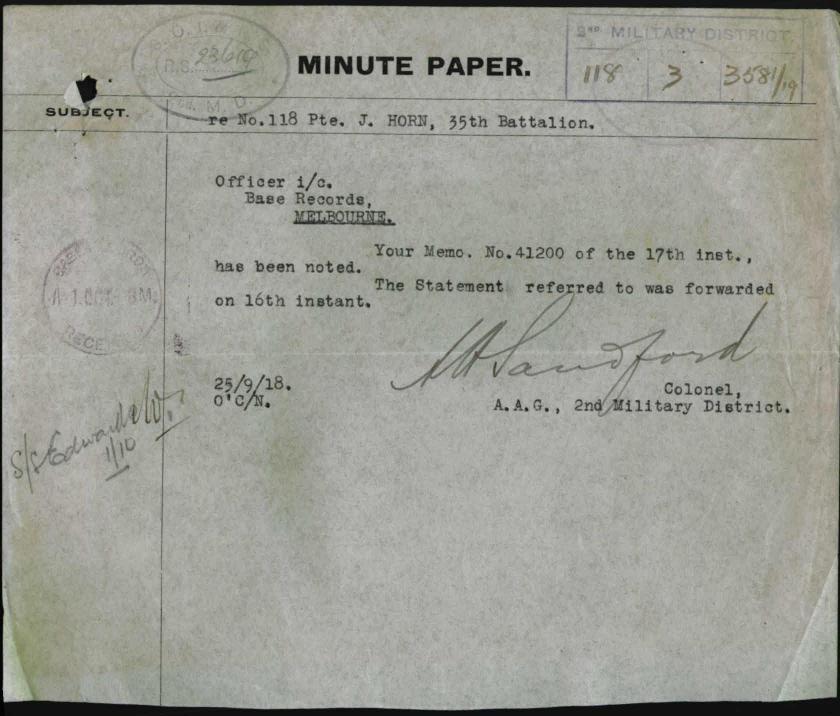 MINUTE PAPER.
2ND MILITARY DISTRICT.
118 3 3581/19
SUBJECT.
re No.118 Pte. J. HORN, 35th Battalion.
Officer i/c.
Base Records,
MELBOURNE.
Your Memo. No.41200 of the 17th inst.,
has been noted.
The Statement referred to was forwarded
on 16th instant.
RECEIVED
25/9/18.
O'C/N.
Sandford
Colonel,
A.A.G., 2nd Military District.
S/S Edwards
1/10